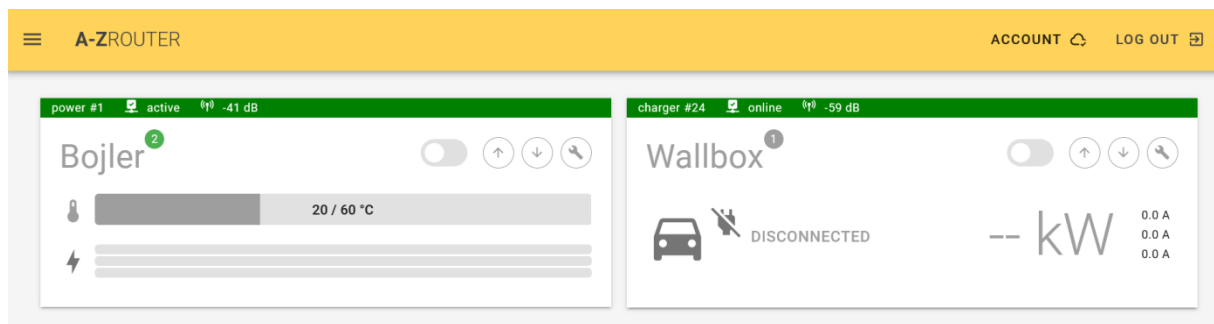 A-ZROUTER
ACCOUNT LOG OUT
power #1 active -41 dB
Bojler 2
20 / 60 °C
charger #24 online -59 dB
Wallbox 1
DISCONNECTED
-- kW
0.0 A
0.0 A
0.0 A